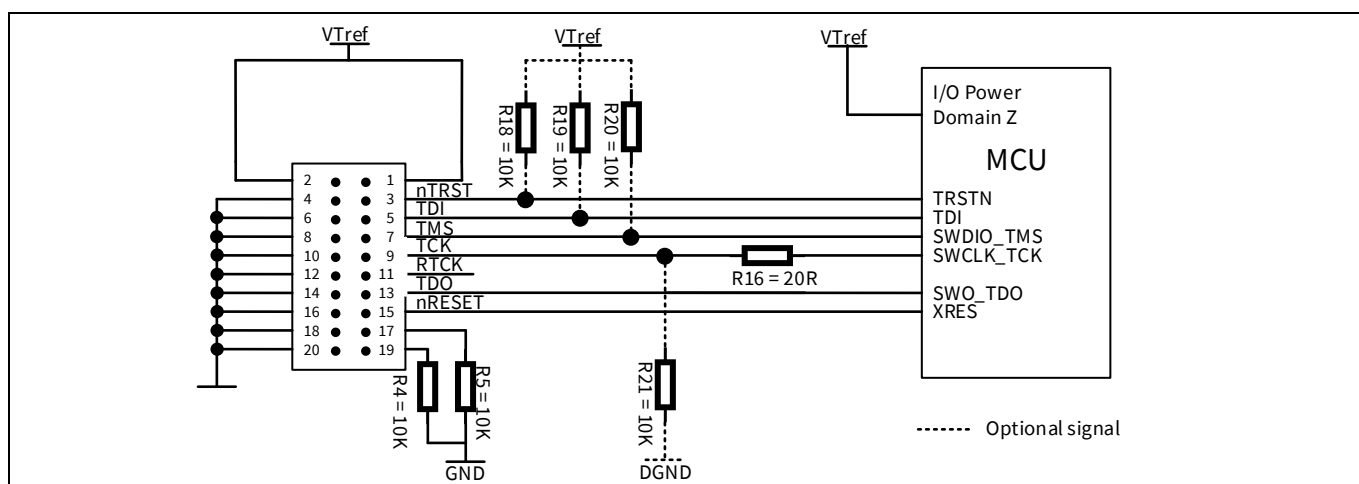 VTref
VTref
VTref
I/O Power
Domain Z
MCU
R18 = 10K
R19 = 10K
R20 = 10K
2 1
4 3 nTRST TRSTN
6 5 TDI TDI
8 7 TMS SWDIO_TMS
10 9 TCK SWCLK_TCK
12 11 RTCK
R16 = 20R
14 13 TDO SWO_TDO
16 15 nRESET XRES
18 17
20 19
R4 = 10K
R5 = 10K
R21 = 10K
Optional signal
GND
DGND